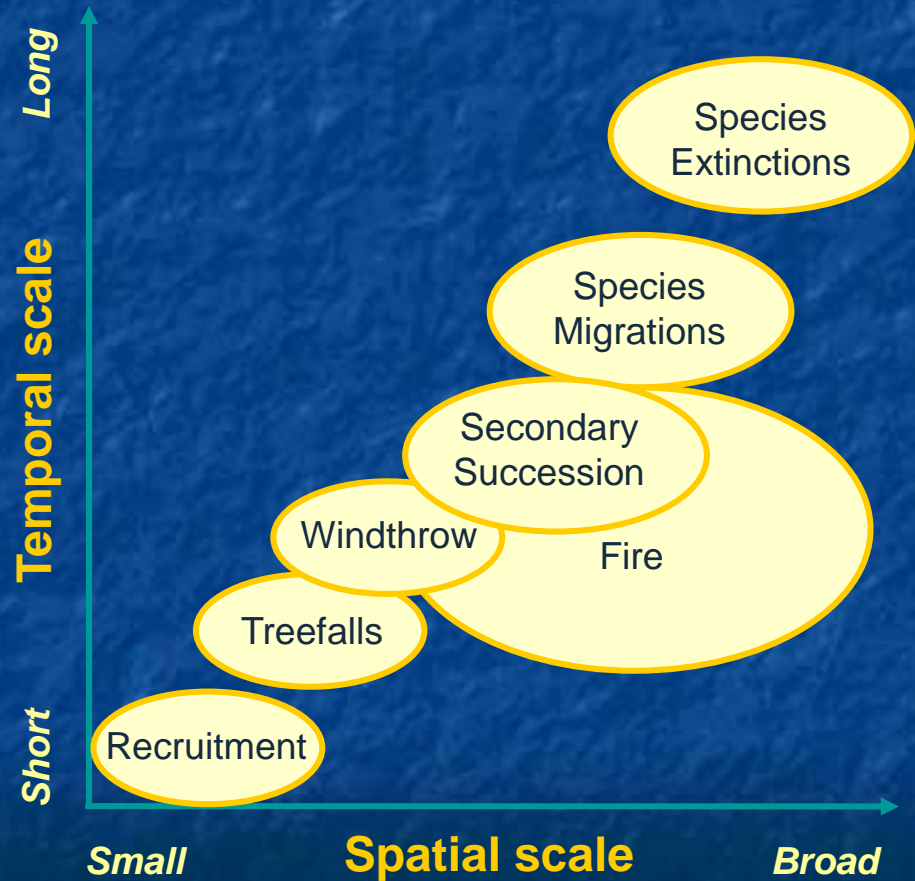 Long
Temporal scale
Short
Species
Extinctions
Species
Migrations
Secondary
Succession
Windthrow
Fire
Treefalls
Recruitment
Small
Spatial scale
Broad